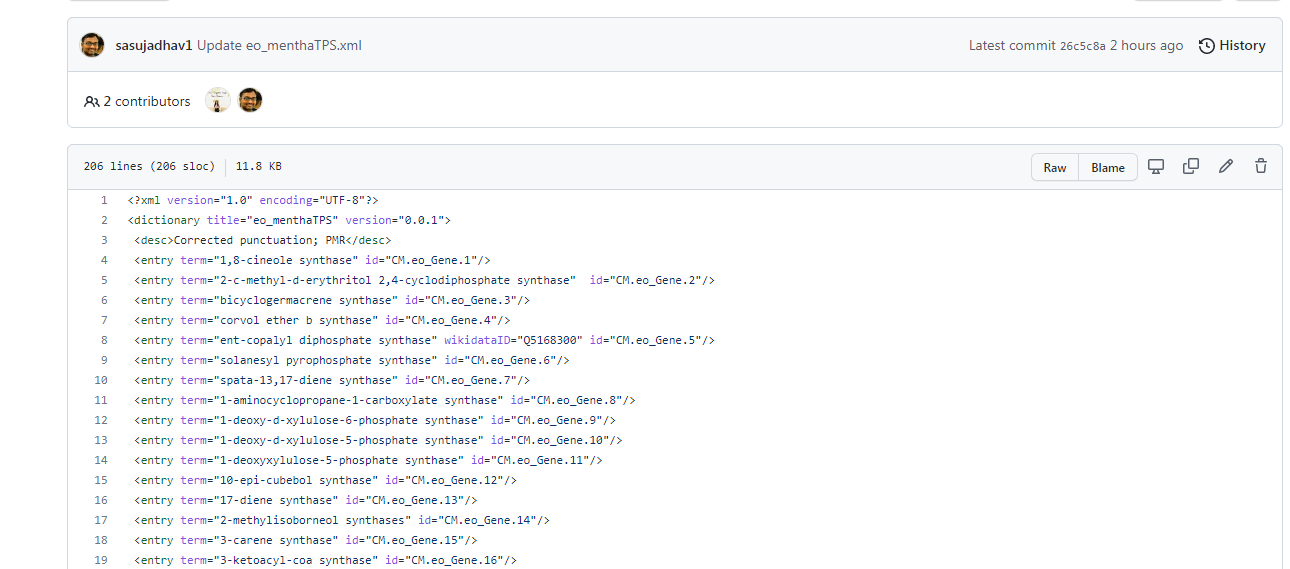 sasujadhav1 Update eo_menthaTPS.xml Latest commit 26c5c8a 2 hours ago History
2 contributors
206 lines (206 sloc) 11.8 KB Raw Blame
1 <?xml version="1.0" encoding="UTF-8"?>
2 <dictionary title="eo_menthaTPS" version="0.0.1">
3 <desc>Corrected punctuation; PMR</desc>
4 <entry term="1,8-cineole synthase" id="CM.eo_Gene.1"/>
5 <entry term="2-c-methyl-d-erythritol 2,4-cyclodiphosphate synthase"  id="CM.eo_Gene.2"/>
6 <entry term="bicyclogermacrene synthase" id="CM.eo_Gene.3"/>
7 <entry term="corvol ether b synthase" id="CM.eo_Gene.4"/>
8 <entry term="ent-copalyl diphosphate synthase" wikidataID="Q5168300" id="CM.eo_Gene.5"/>
9 <entry term="solanesyl pyrophosphate synthase" id="CM.eo_Gene.6"/>
10 <entry term="spata-13,17-diene synthase" id="CM.eo_Gene.7"/>
11 <entry term="1-aminocyclopropane-1-carboxylate synthase" id="CM.eo_Gene.8"/>
12 <entry term="1-deoxy-d-xylulose-6-phosphate synthase" id="CM.eo_Gene.9"/>
13 <entry term="1-deoxy-d-xylulose-5-phosphate synthase" id="CM.eo_Gene.10"/>
14 <entry term="1-deoxyxylulose-5-phosphate synthase" id="CM.eo_Gene.11"/>
15 <entry term="10-epi-cubebol synthase" id="CM.eo_Gene.12"/>
16 <entry term="17-diene synthase" id="CM.eo_Gene.13"/>
17 <entry term="2-methylisoborneol synthases" id="CM.eo_Gene.14"/>
18 <entry term="3-carene synthase" id="CM.eo_Gene.15"/>
19 <entry term="3-ketoacyl-coa synthase" id="CM.eo_Gene.16"/>